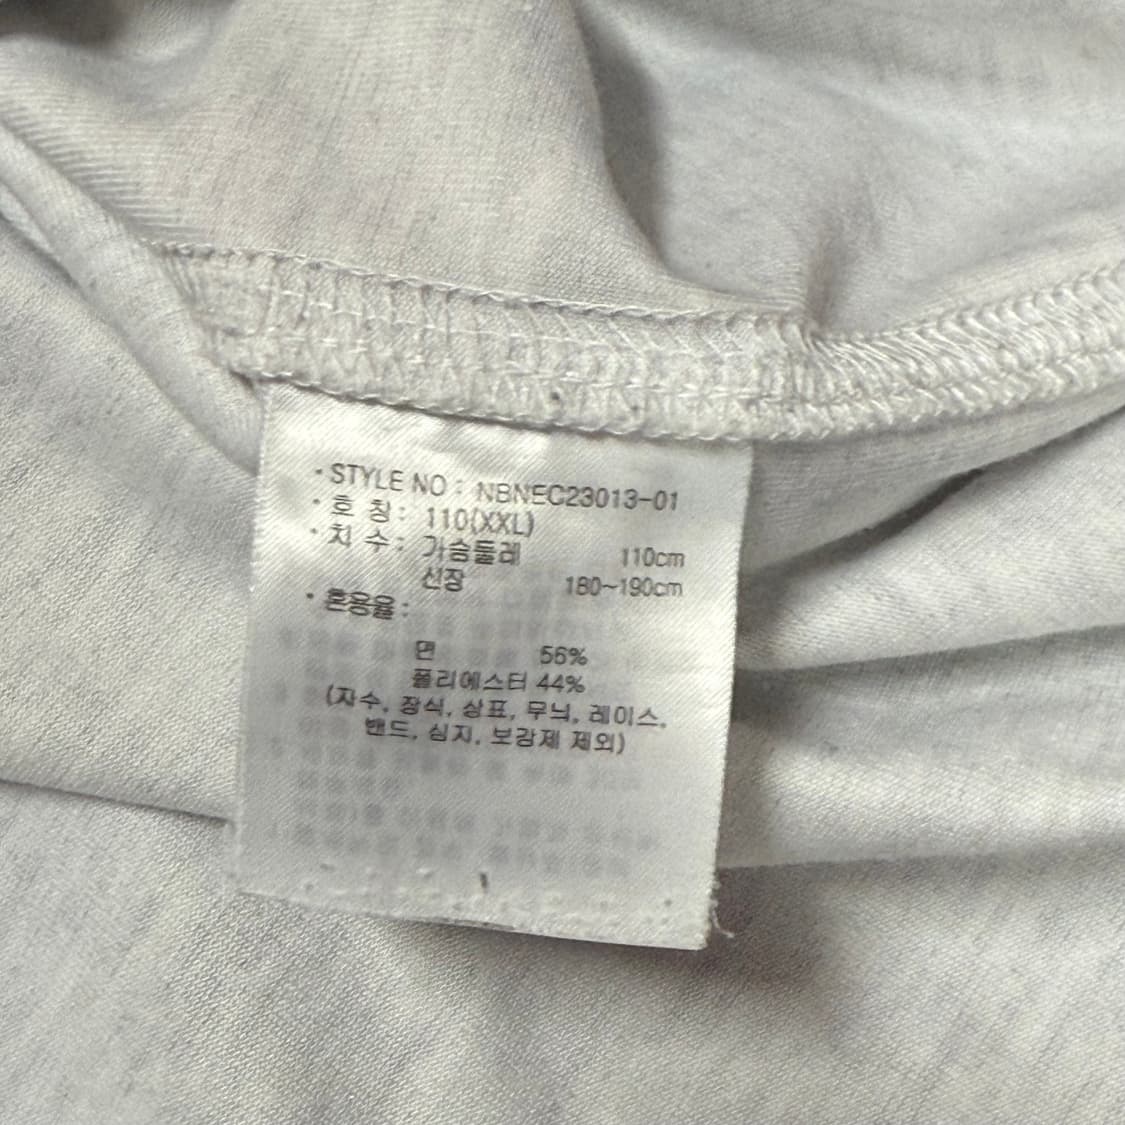 · STYLE NO : NBNEC23013-01
· 호 칭 : 110(XXL)
· 치 수 : 가슴둘레 110cm
신장 180~190cm
· 혼용율 :
면 56%
폴리에스터 44%
(자수, 장식, 상표, 무늬, 레이스,
밴드, 심지, 보강제 제외)